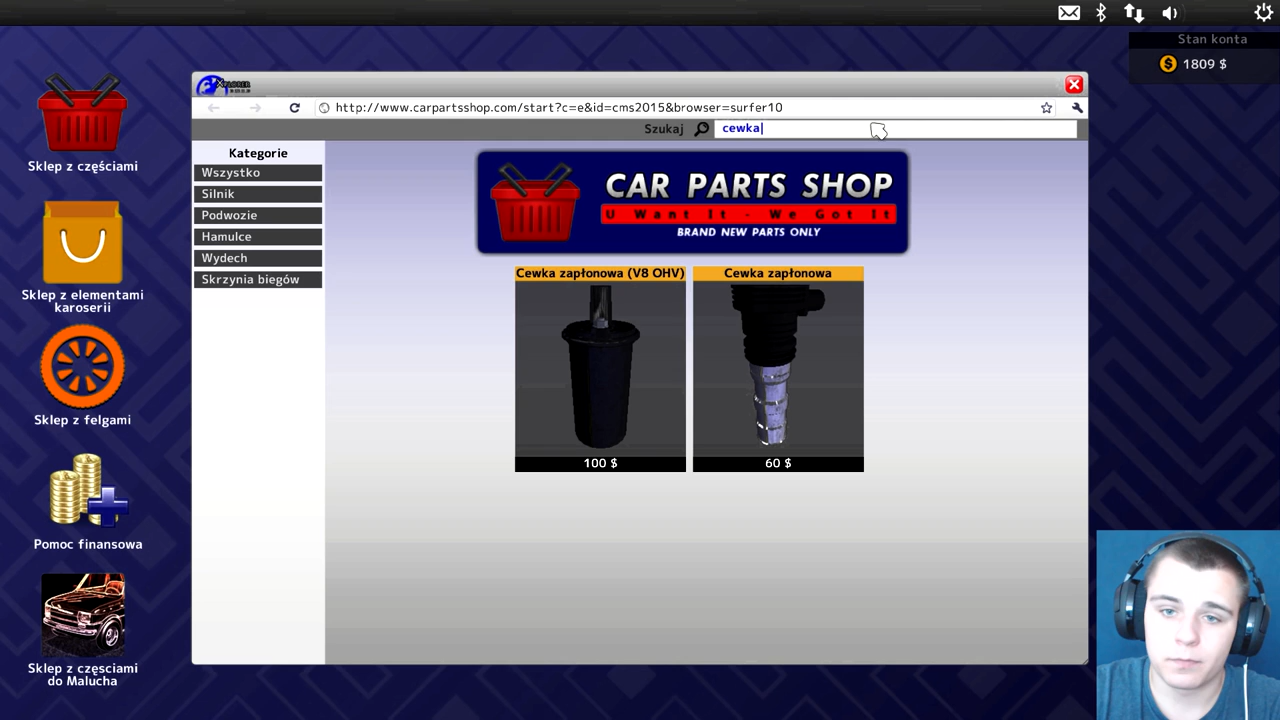 Stan konta
$ 1809 $
XPLORER
http://www.carpartsshop.com/start?c=e&id=cms2015&browser=surfer10
Szukaj cewka
Kategorie
Wszystko
Silnik
Podwozie
Hamulce
Wydech
Skrzynia biegów
CAR PARTS SHOP
U Want It - We Got It
BRAND NEW PARTS ONLY
Cewka zapłonowa (V8 OHV)
100 $
Cewka zapłonowa
60 $
Sklep z częściami
Sklep z elementami
karoserii
Sklep z felgami
Pomoc finansowa
Sklep z częsciami
do Malucha